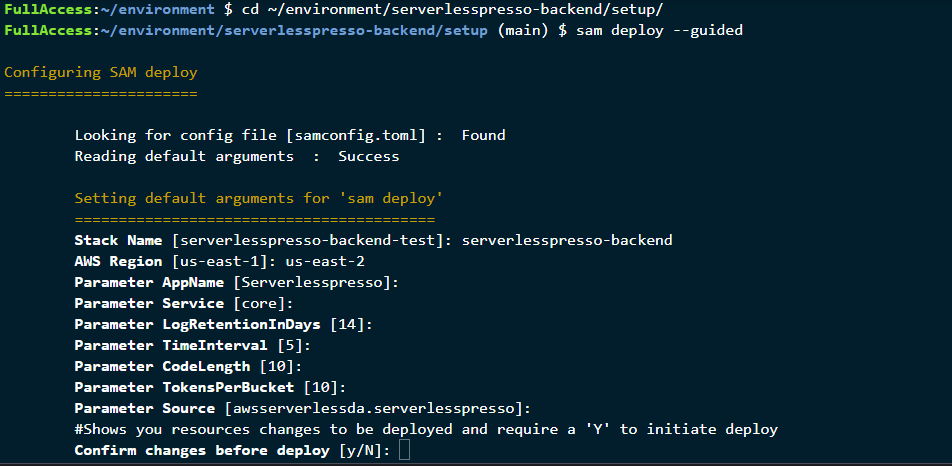 FullAccess:~/environment $ cd ~/environment/serverlesspresso-backend/setup/
FullAccess:~/environment/serverlesspresso-backend/setup (main) $ sam deploy --guided
Configuring SAM deploy
======================
Looking for config file [samconfig.toml] :  Found
Reading default arguments  :  Success
Setting default arguments for 'sam deploy'
=========================================
Stack Name [serverlesspresso-backend-test]: serverlesspresso-backend
AWS Region [us-east-1]: us-east-2
Parameter AppName [Serverlesspresso]:
Parameter Service [core]:
Parameter LogRetentionInDays [14]:
Parameter TimeInterval [5]:
Parameter CodeLength [10]:
Parameter TokensPerBucket [10]:
Parameter Source [awsserverlessda.serverlesspresso]:
#Shows you resources changes to be deployed and require a 'Y' to initiate deploy
Confirm changes before deploy [y/N]: